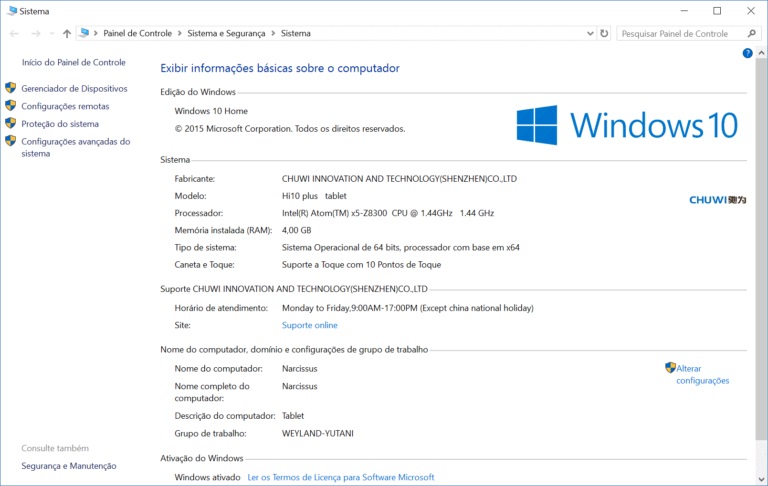 Sistema
Painel de Controle
Sistema e Segurança
Sistema
Pesquisar Painel de Controle
Início do Painel de Controle
Gerenciador de Dispositivos
Configurações remotas
Proteção do sistema
Configurações avançadas do
sistema
Exibir informações básicas sobre o computador
Edição do Windows
Windows 10 Home
© 2015 Microsoft Corporation. Todos os direitos reservados.
Windows 10
Sistema
Fabricante: CHUWI INNOVATION AND TECHNOLOGY(SHENZHEN)CO.,LTD
Modelo: Hi10 plus tablet
CHUWI驰为
Processador: Intel(R) Atom(TM) x5-Z8300 CPU @ 1.44GHz 1.44 GHz
Memória instalada (RAM): 4,00 GB
Tipo de sistema: Sistema Operacional de 64 bits, processador com base em x64
Caneta e Toque: Suporte a Toque com 10 Pontos de Toque
Suporte CHUWI INNOVATION AND TECHNOLOGY(SHENZHEN)CO.,LTD
Horário de atendimento: Monday to Friday,9:00AM-17:00PM (Except china national holiday)
Site: Suporte online
Nome do computador, domínio e configurações de grupo de trabalho
Nome do computador: Narcissus
Alterar
configurações
Nome completo do Narcissus
computador:
Descrição do computador: Tablet
Grupo de trabalho: WEYLAND-YUTANI
Ativação do Windows
Windows ativado Ler os Termos de Licença para Software Microsoft
Consulte também
Segurança e Manutenção